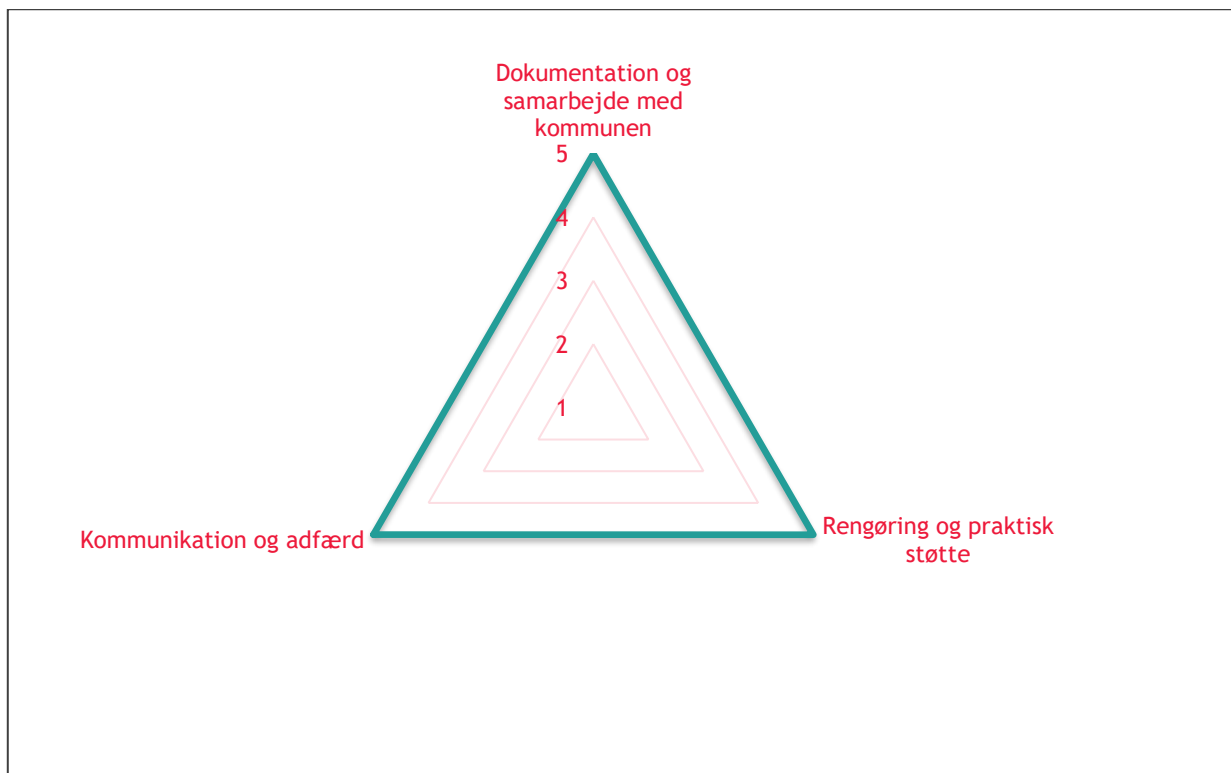 Dokumentation og
samarbejde med
kommunen
5
4
3
2
1
Kommunikation og adfærd
Rengøring og praktisk
støtte